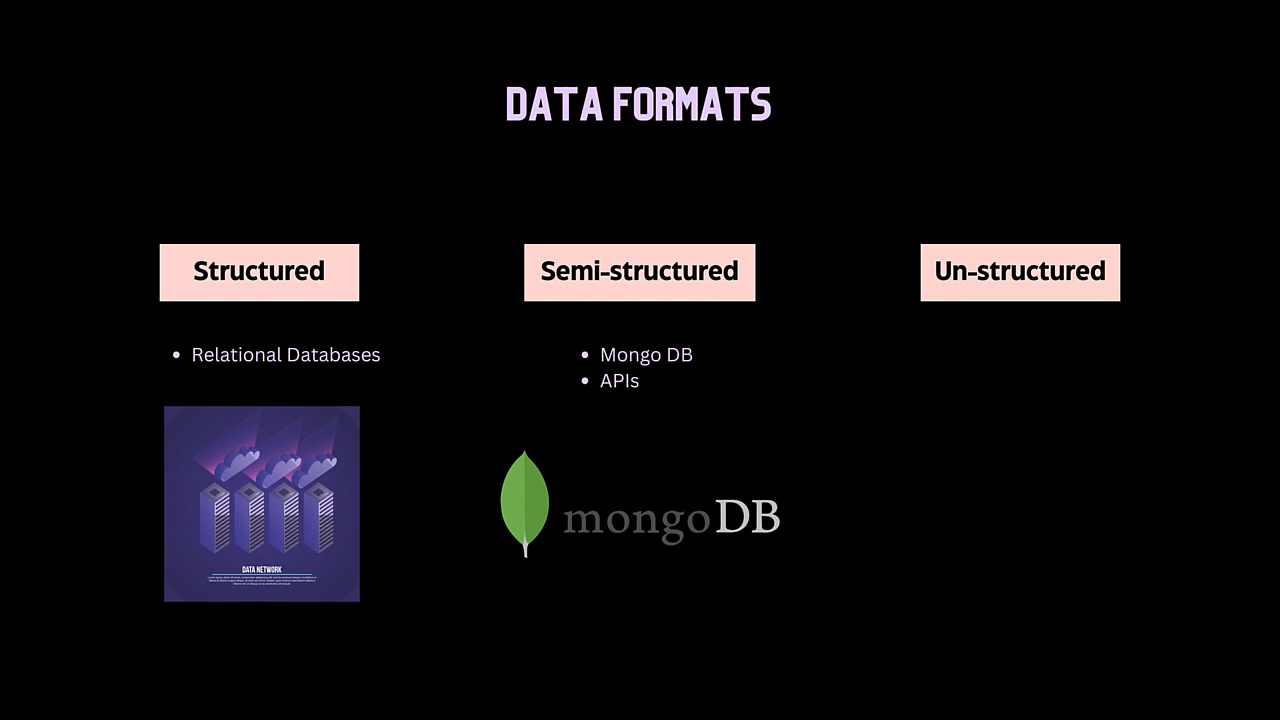 DATA FORMATS
Structured
Semi-structured
Un-structured
• Relational Databases
• Mongo DB
• APIs
DATA NETWORK
mongoDB